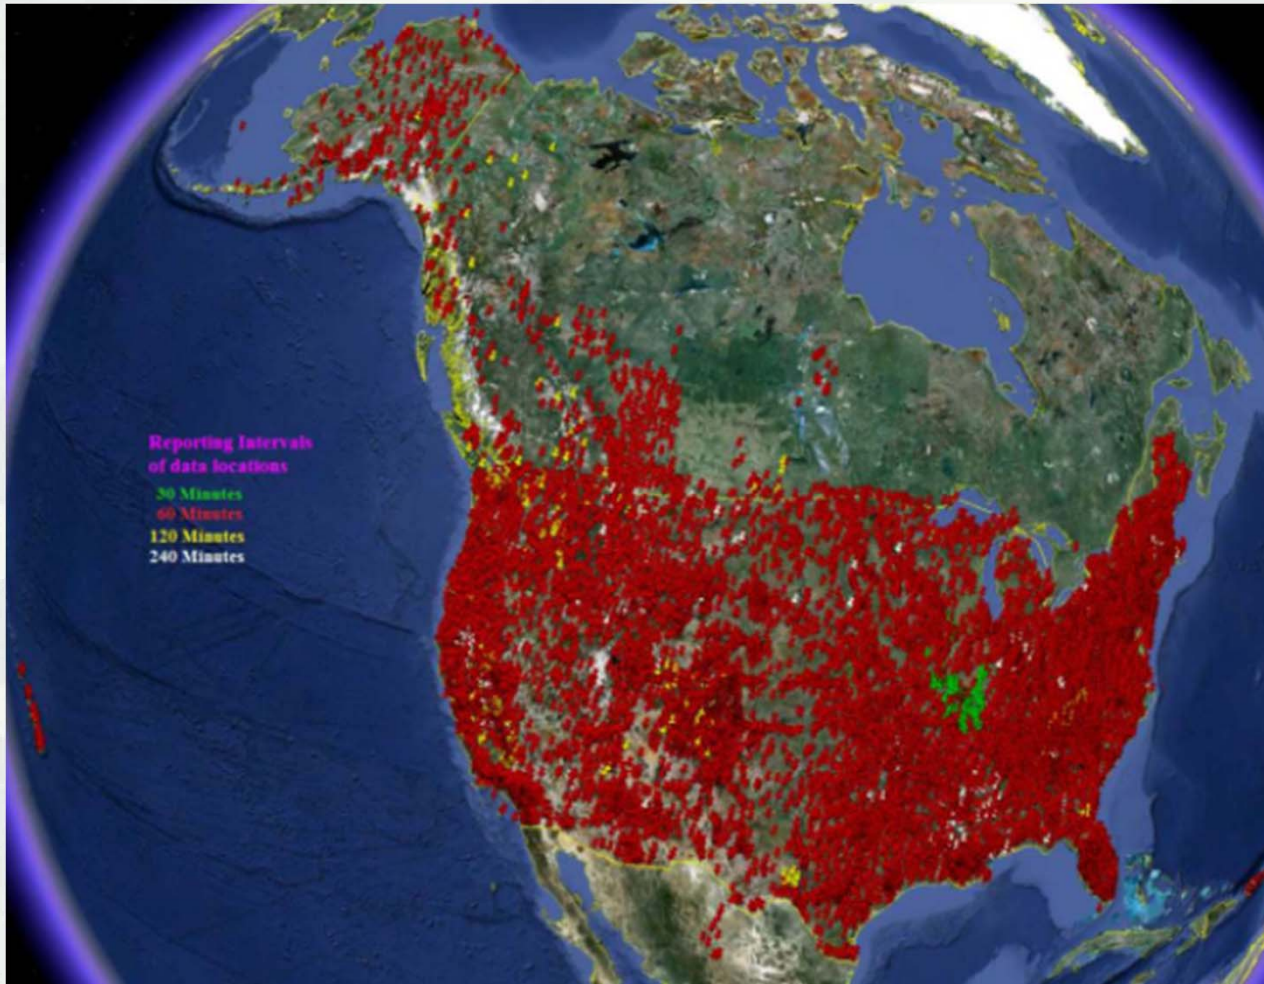 Reporting Intervals
of data locations
30 Minutes
60 Minutes
120 Minutes
240 Minutes